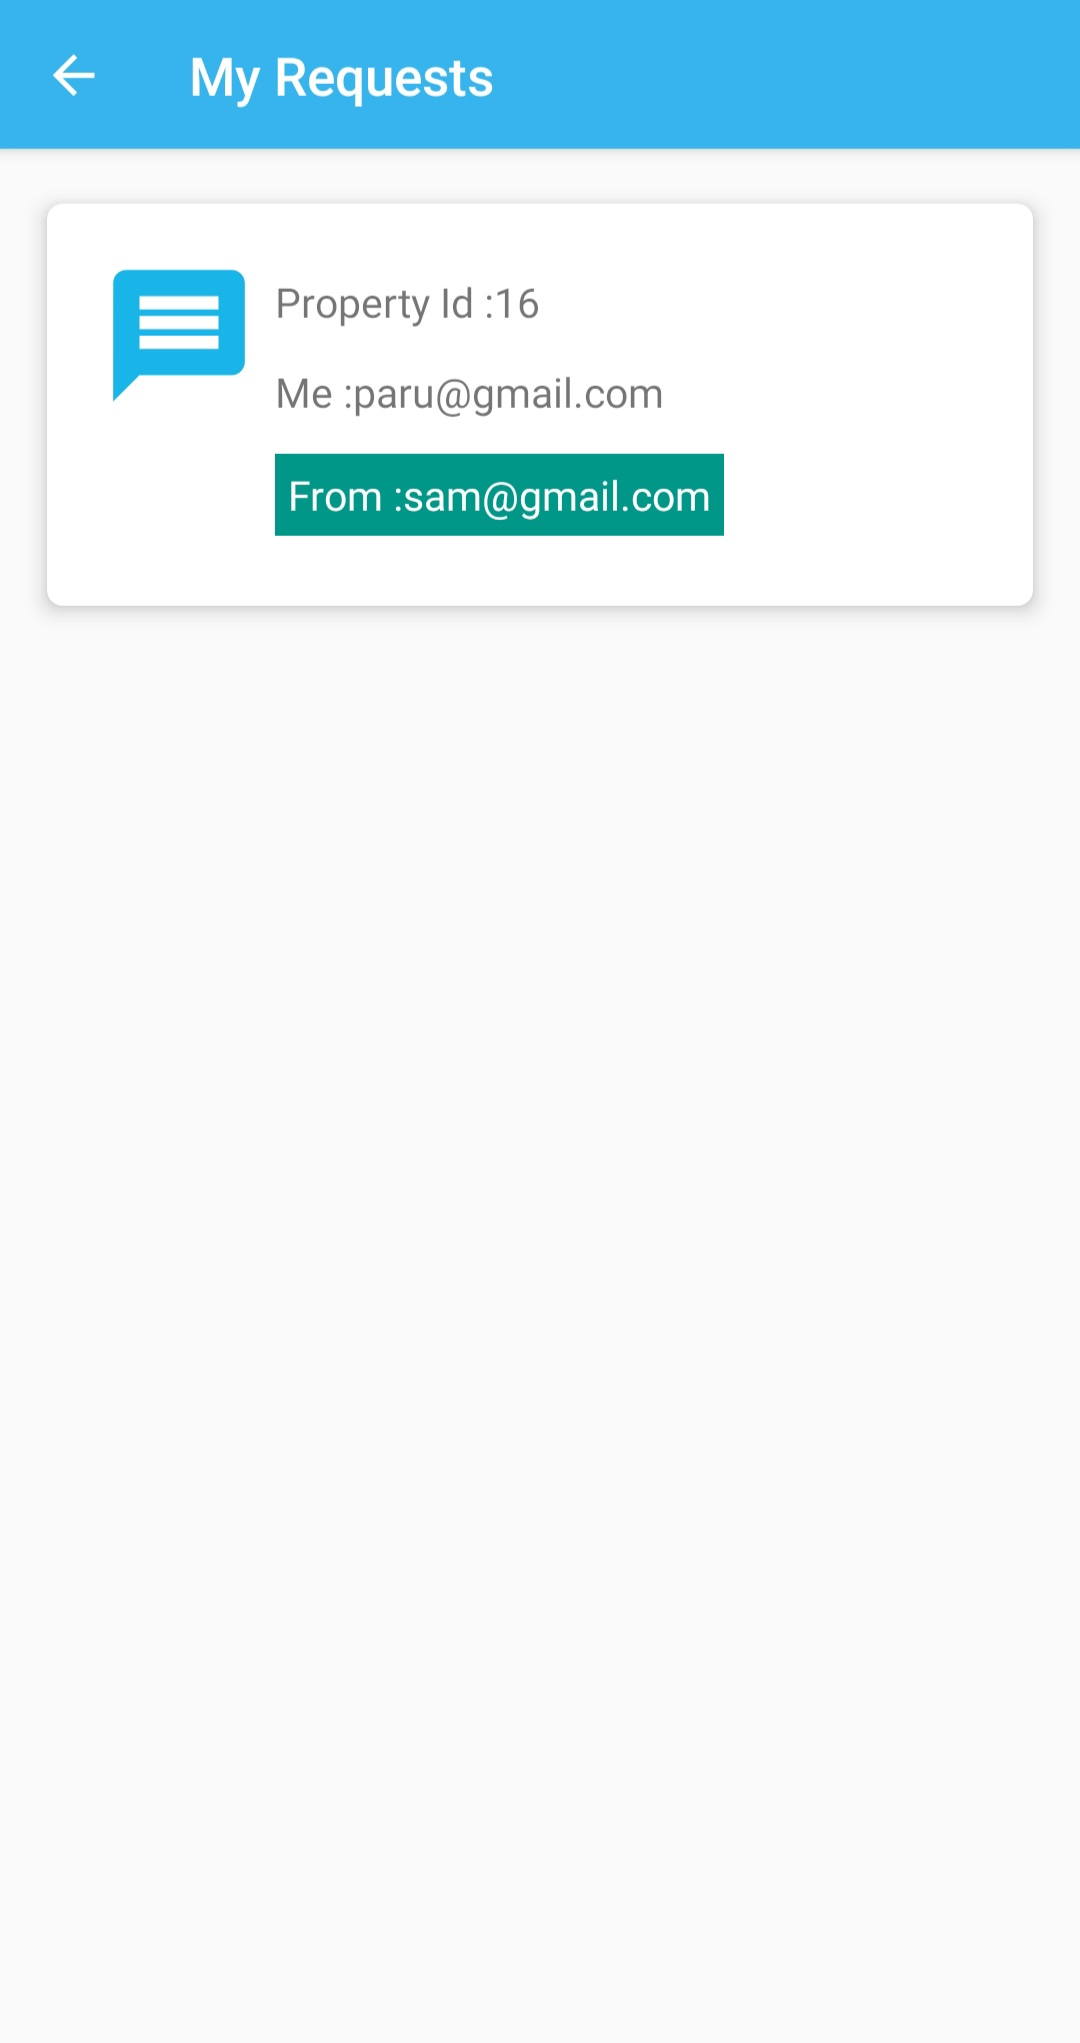 My Requests
Property Id :16
Me :paru@gmail.com
From :sam@gmail.com